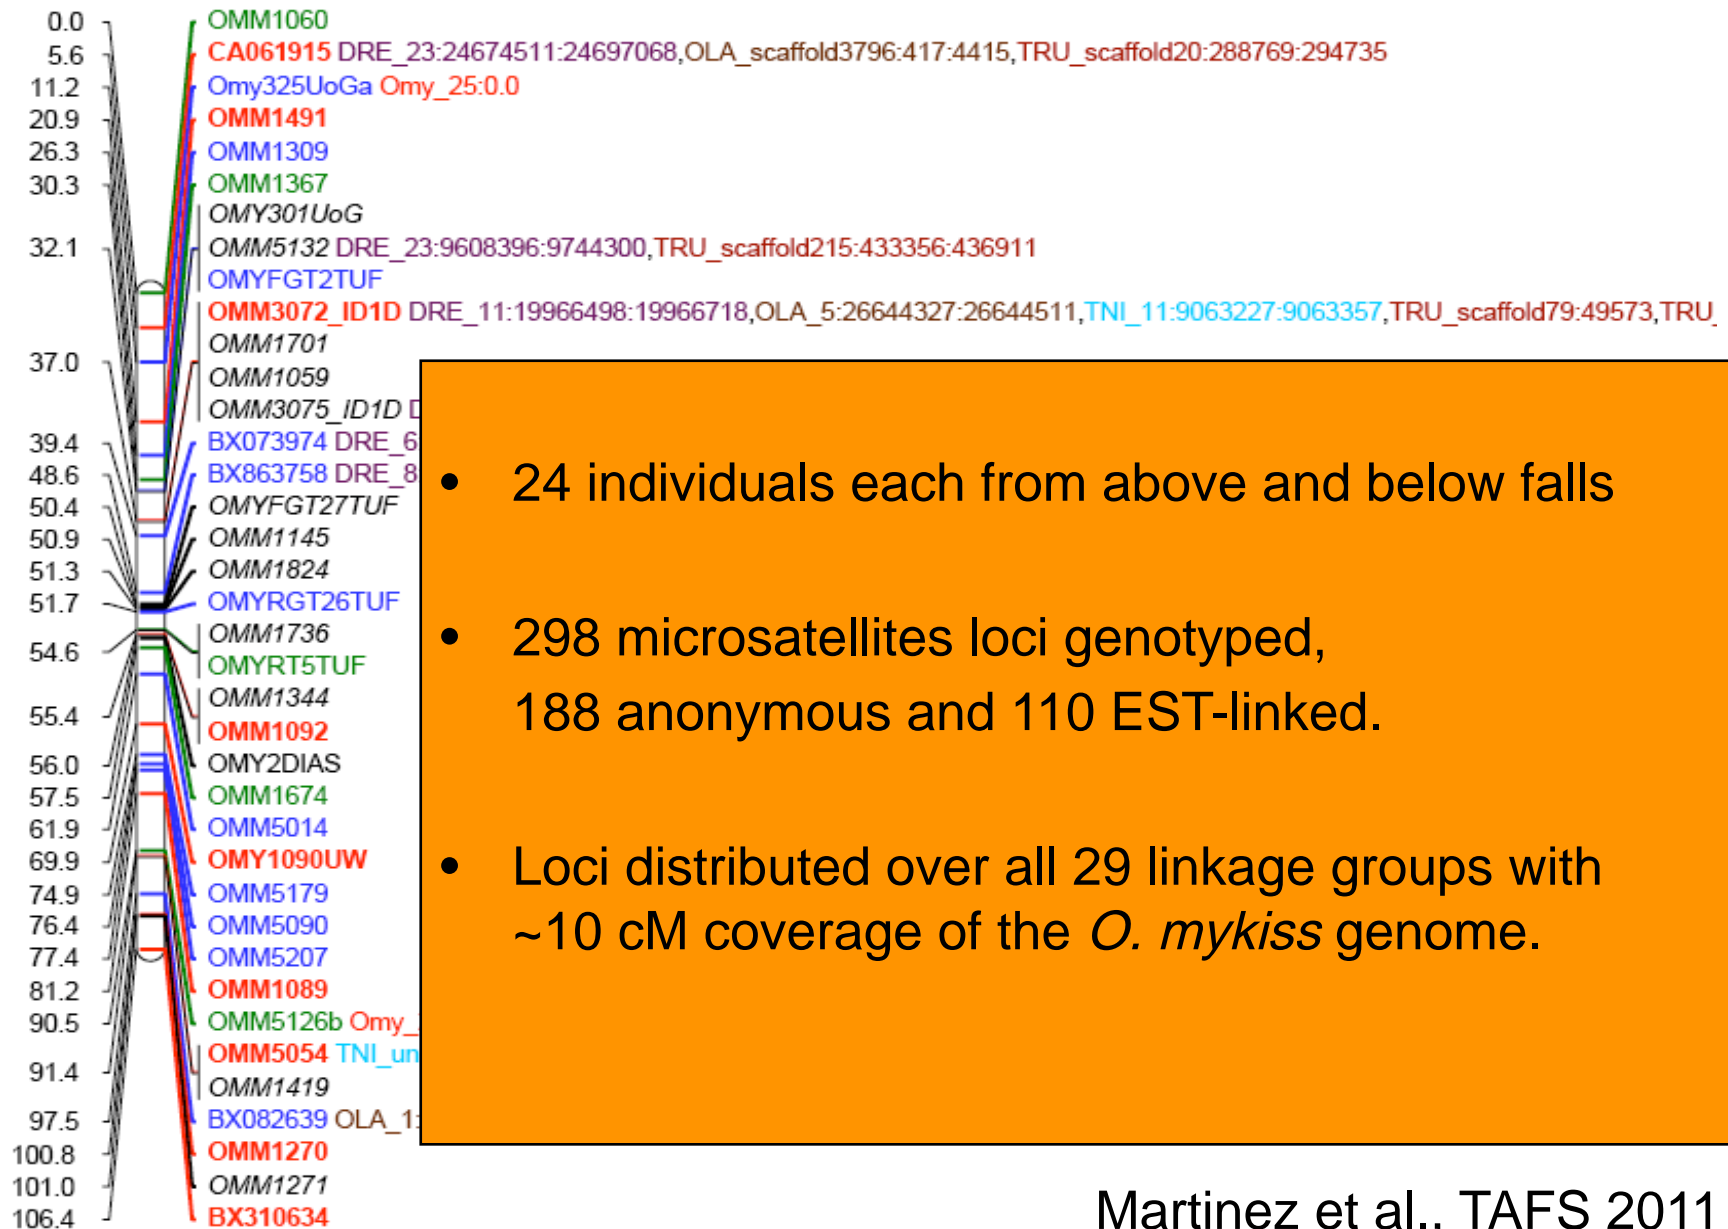 0.0 OMM1060
5.6 CA061915 DRE_23:24674511:24697068,OLA_scaffold3796:417:4415,TRU_scaffold20:288769:294735
11.2 Omy325UoGa Omy_25:0.0
20.9 OMM1491
26.3 OMM1309
30.3 OMM1367
OMY301UoG
32.1 OMM5132 DRE_23:9608396:9744300,TRU_scaffold215:433356:436911
OMYFGT2TUF
OMM3072_ID1D DRE_11:19966498:19966718,OLA_5:26644327:26644511,TNI_11:9063227:9063357,TRU_scaffold79:49573,TRU_
OMM1701
37.0
OMM1059
OMM3075_ID1D
39.4 BX073974 DRE_6
48.6 BX863758 DRE_8
50.4 OMYFGT27TUF
50.9 OMM1145
51.3 OMM1824
51.7 OMYRGT26TUF
OMM1736
54.6
OMYRT5TUF
OMM1344
55.4
OMM1092
56.0 OMY2DIAS
57.5 OMM1674
61.9 OMM5014
69.9 OMY1090UW
74.9 OMM5179
76.4 OMM5090
77.4 OMM5207
81.2 OMM1089
90.5 OMM5126b Omy_
OMM5054 TNI_un
91.4
OMM1419
97.5 BX082639 OLA_1:
100.8 OMM1270
101.0 OMM1271
106.4 BX310634
• 24 individuals each from above and below falls
• 298 microsatellites loci genotyped,
188 anonymous and 110 EST-linked.
• Loci distributed over all 29 linkage groups with
~10 cM coverage of the O. mykiss genome.
Martinez et al.. TAFS 2011